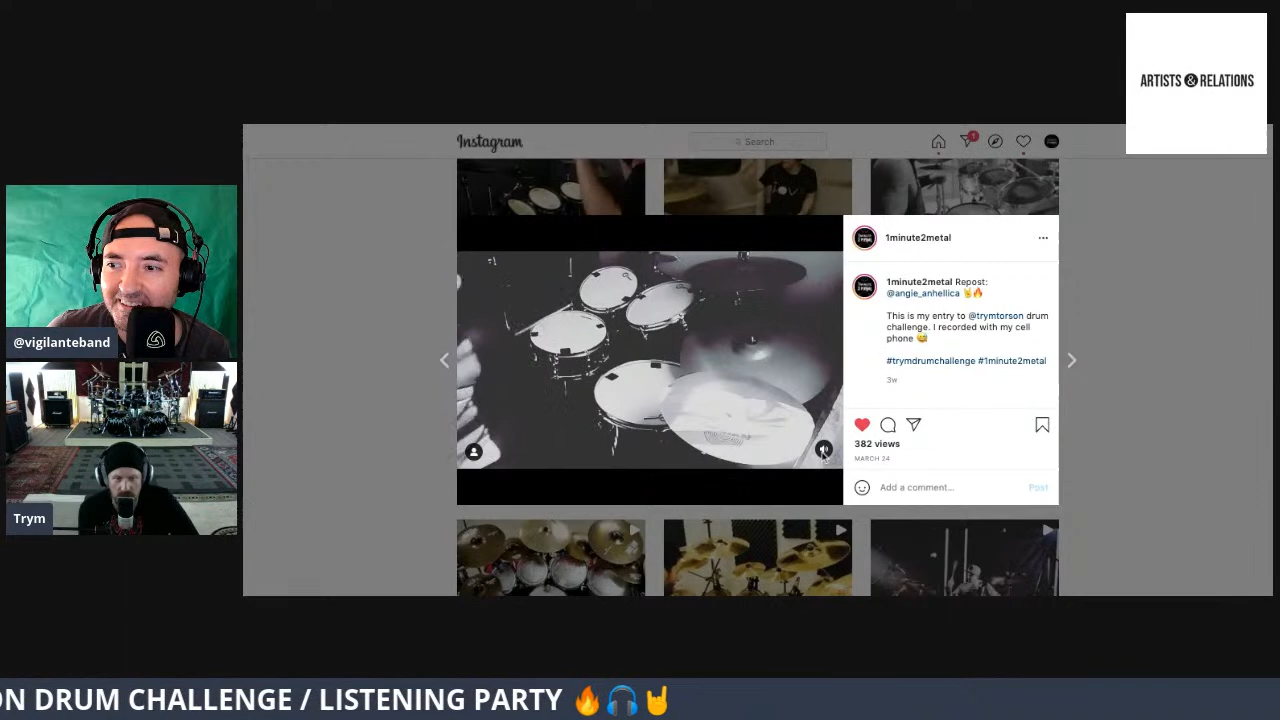 ARTISTS & RELATIONS
Instagram
Search
1
@vigilanteband
Trym
1minute2metal
1minute2metal Repost:
@angie_anhellica 🤘🔥
This is my entry to @trymtorson drum
challenge. I recorded with my cell
phone 😅
#trymdrumchallenge #1minute2metal
3w
382 views
MARCH 24
Add a comment...
Post
ON DRUM CHALLENGE / LISTENING PARTY 🔥🎧🤘